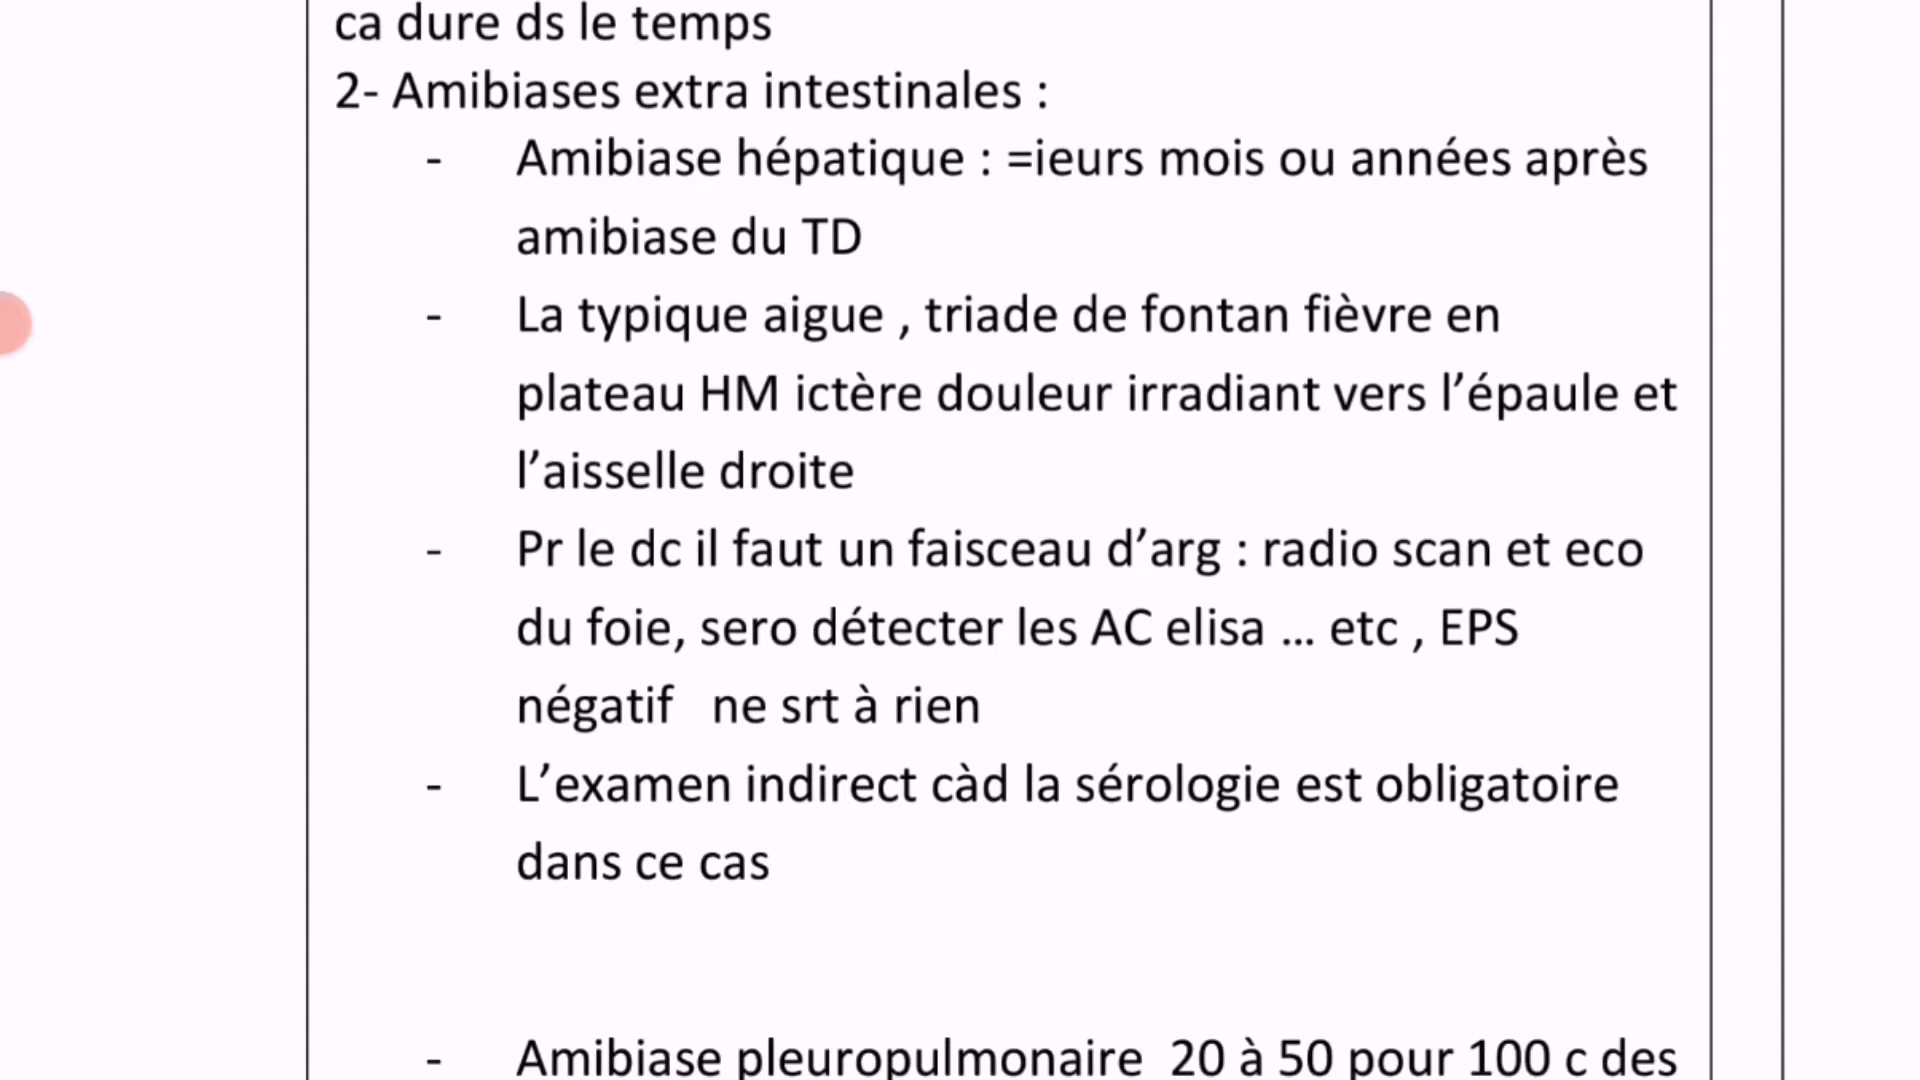 ca dure ds le temps
2- Amibiases extra intestinales :
- Amibiase hépatique : =ieurs mois ou années après
amibiase du TD
- La typique aigue , triade de fontan fièvre en
plateau HM ictère douleur irradiant vers l’épaule et
l’aisselle droite
- Pr le dc il faut un faisceau d’arg : radio scan et eco
du foie, sero détecter les AC elisa … etc , EPS
négatif   ne srt à rien
- L’examen indirect càd la sérologie est obligatoire
dans ce cas
- Amibiase pleuropulmonaire  20 à 50 pour 100 c des